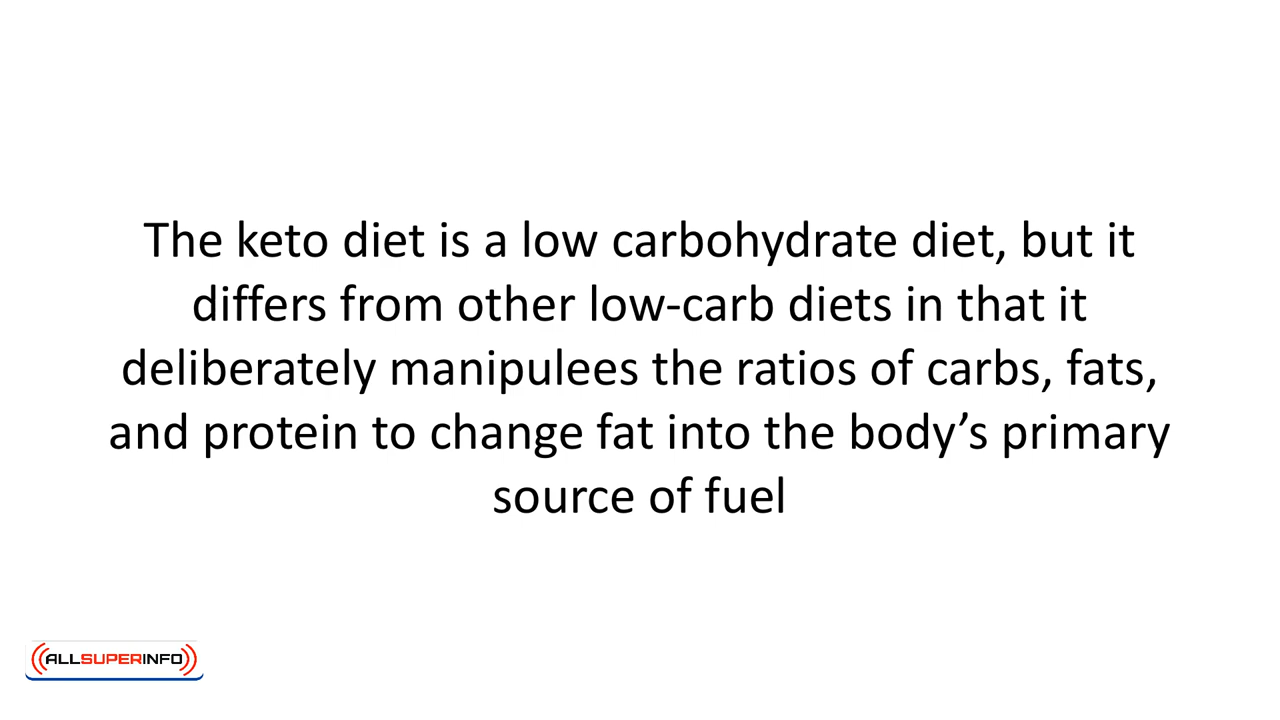 The keto diet is a low carbohydrate diet, but it
differs from other low-carb diets in that it
deliberately manipulees the ratios of carbs, fats,
and protein to change fat into the body’s primary
source of fuel
ALLSUPERINFO